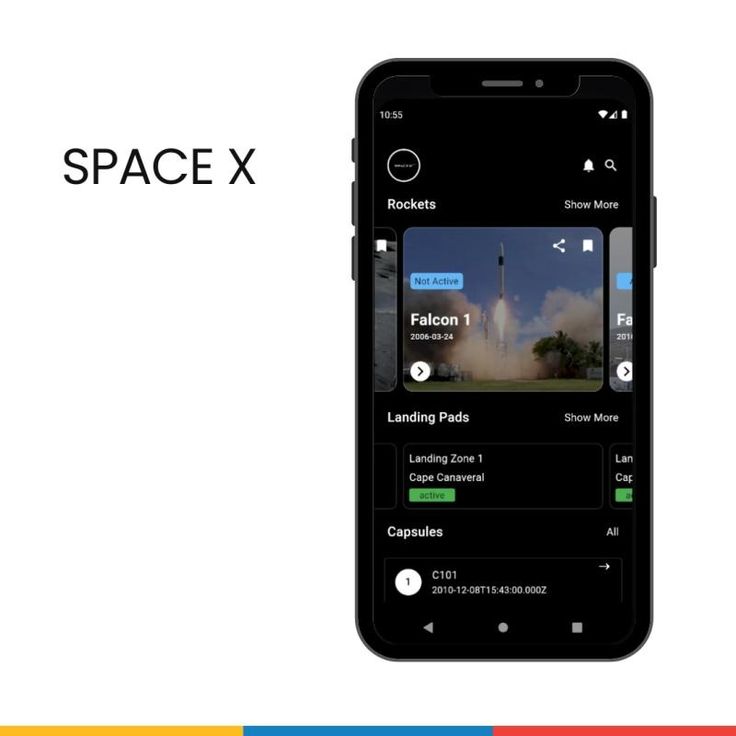 SPACE X
10:55
Rockets
Show More
Not Active
Falcon 1
2006-03-24
Fa
201
Landing Pads
Show More
Landing Zone 1
Cape Canaveral
active
Lan
Cap
a
Capsules
All
1
C101
2010-12-08T15:43:00.000Z